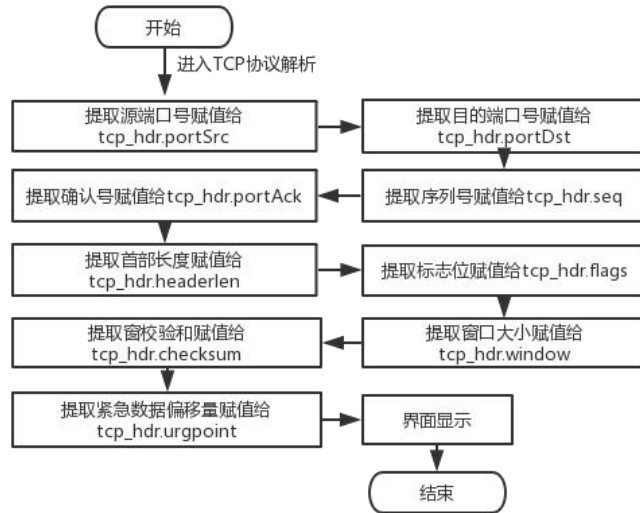 开始
进入TCP协议解析
提取源端口号赋值给
tcp_hdr.portSrc
提取目的端口号赋值给
tcp_hdr.portDst
提取序列号赋值给tcp_hdr.seq
提取确认号赋值给tcp_hdr.portAck
提取首部长度赋值给
tcp_hdr.headerlen
提取标志位赋值给tcp_hdr.flags
提取窗口大小赋值给
tcp_hdr.window
提取窗校验和赋值给
tcp_hdr.checksum
提取紧急数据偏移量赋值给
tcp_hdr.urgpoint
界面显示
结束